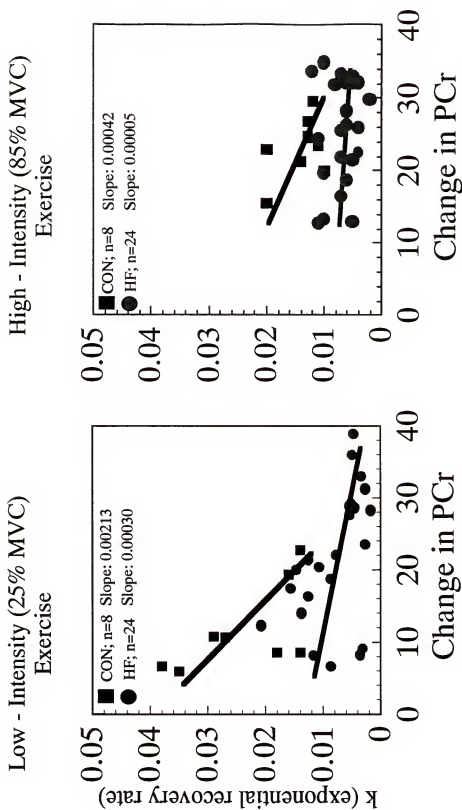 Low - Intensity (25% MVC)
Exercise
CON; n=8 Slope: 0.00213
HF; n=24 Slope: 0.00030
k (exponential recovery rate)
0.05
0.04
0.03
0.02
0.01
0
0 10 20 30 40
Change in PCr
High - Intensity (85% MVC)
Exercise
CON; n=8 Slope: 0.00042
HF; n=24 Slope: 0.00005
0.05
0.04
0.03
0.02
0.01
0
0 10 20 30 40
Change in PCr